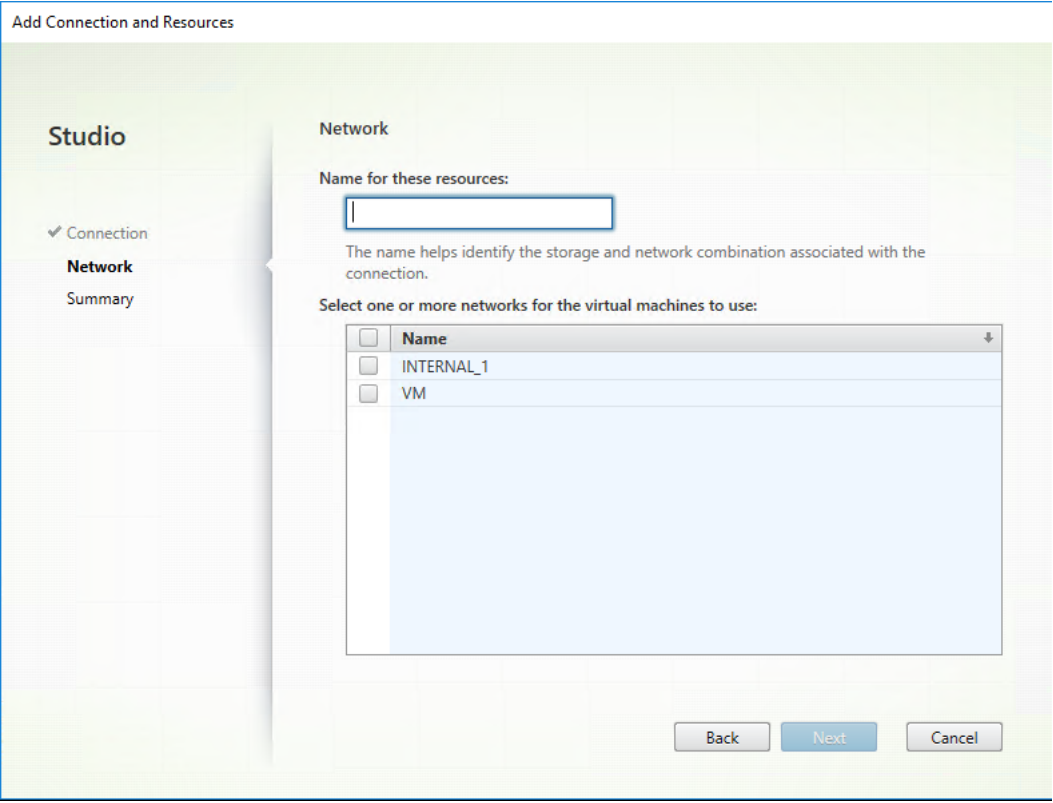 Add Connection and Resources
Studio
Connection
Network
Summary
Network
Name for these resources:
The name helps identify the storage and network combination associated with the
connection.
Select one or more networks for the virtual machines to use:
Name
INTERNAL_1
VM
Back
Next
Cancel